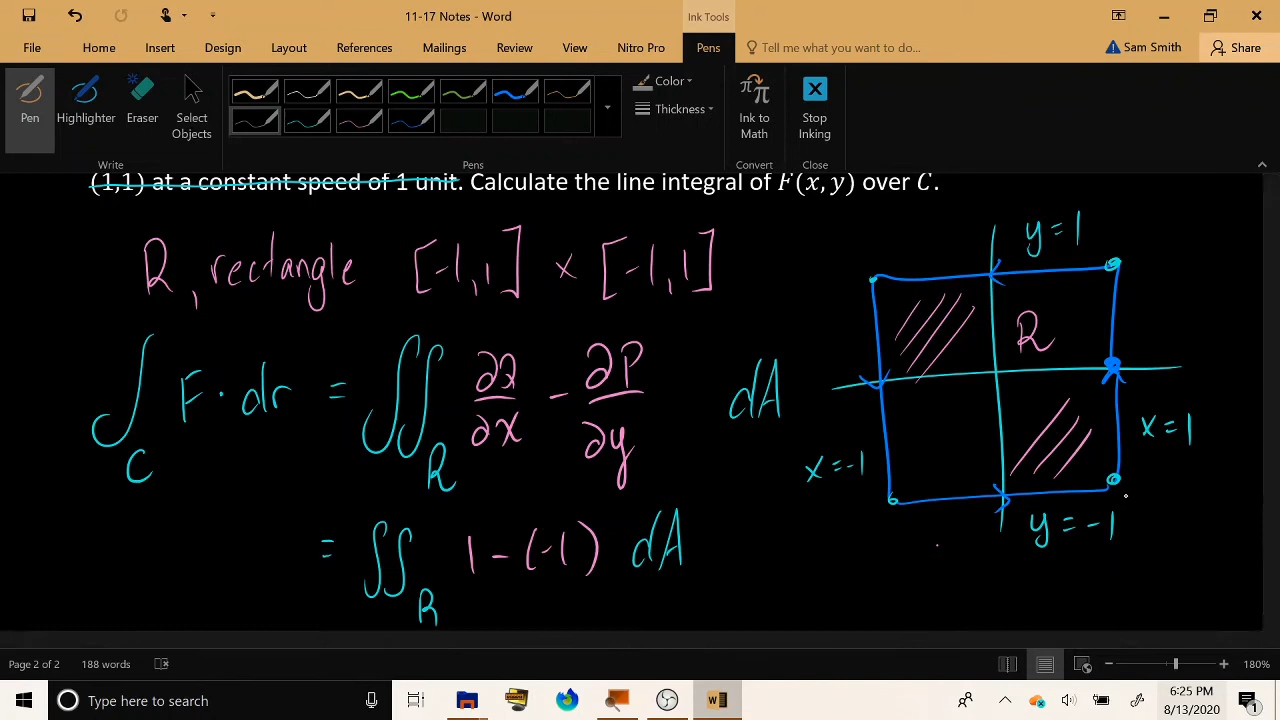 11-17 Notes - Word
Ink Tools
File Home Insert Design Layout References Mailings Review View Nitro Pro Pens Tell me what you want to do... Sam Smith Share
Pen Highlighter Eraser Select Objects
Color
Thickness
Ink to Math
Stop Inking
Write Pens Convert Close
(1,1) at a constant speed of 1 unit. Calculate the line integral of F(x, y) over C.
R, rectangle [-1,1] × [-1,1]
∫_C F · dr = ∬_R ∂Q/∂x − ∂P/∂y dA
= ∬_R 1 − (−1) dA
y = 1
R
x = 1
x = -1
y = -1
Page 2 of 2 188 words 180%
Type here to search
6:25 PM
8/13/2020
1